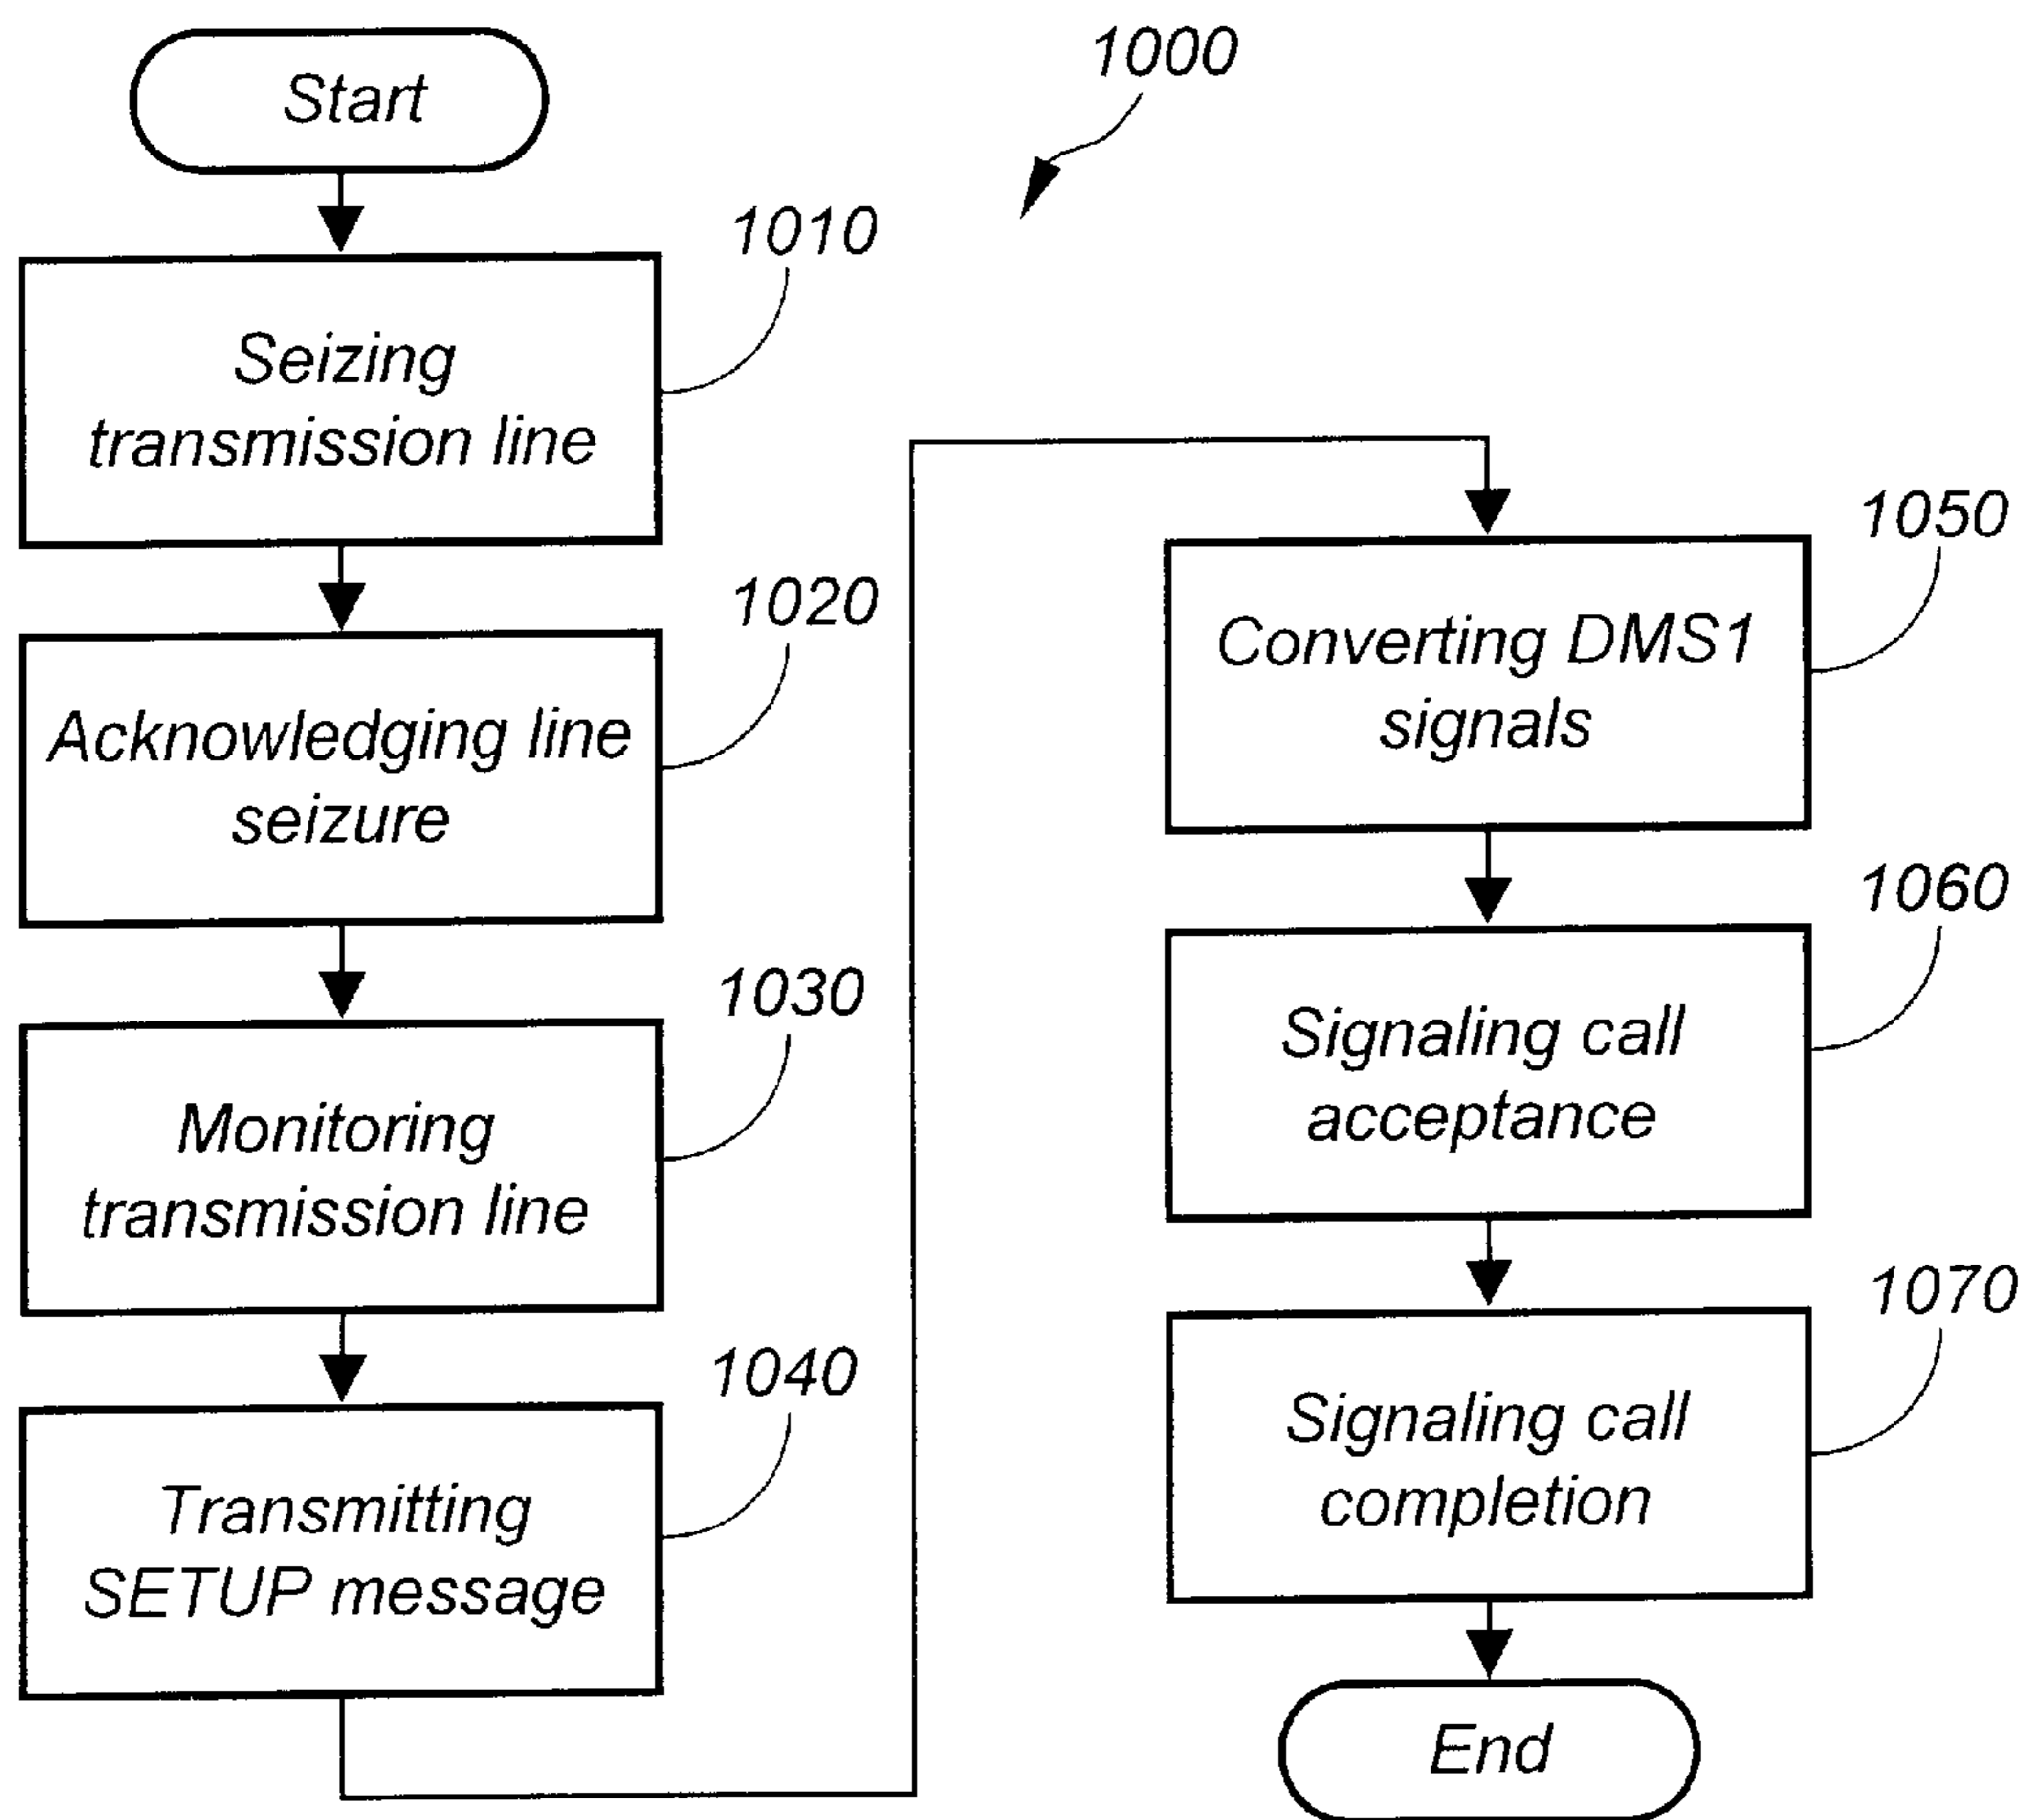 Start
1000
1010
Seizing
transmission line
1020
Acknowledging line
seizure
1030
Monitoring
transmission line
1040
Transmitting
SETUP message
1050
Converting DMS1
signals
1060
Signaling call
acceptance
1070
Signaling call
completion
End